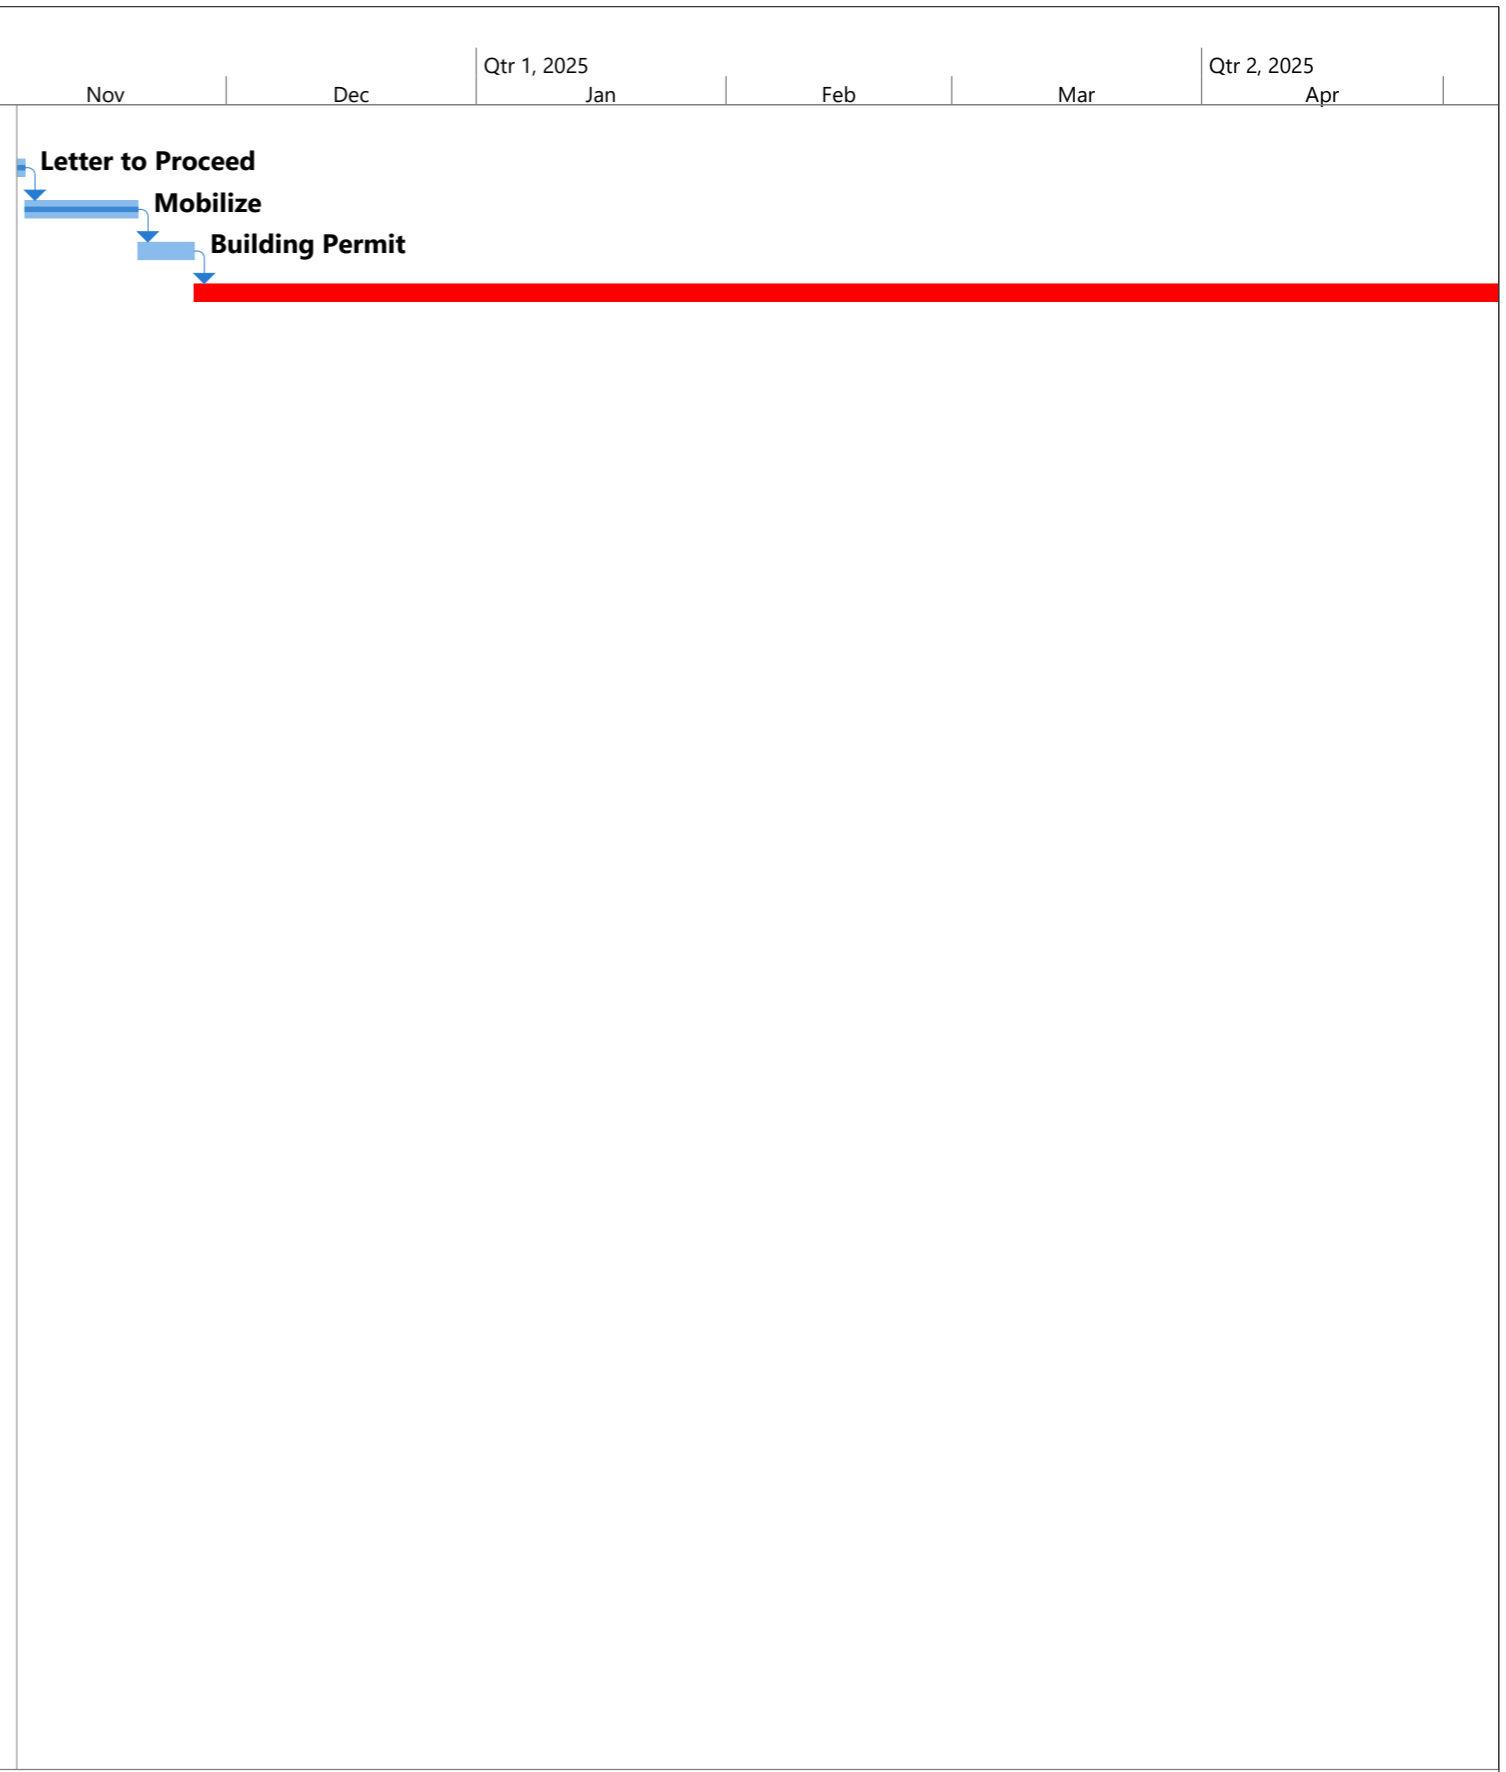 Qtr 1, 2025 Qtr 2, 2025
Nov Dec Jan Feb Mar Apr
Letter to Proceed
Mobilize
Building Permit